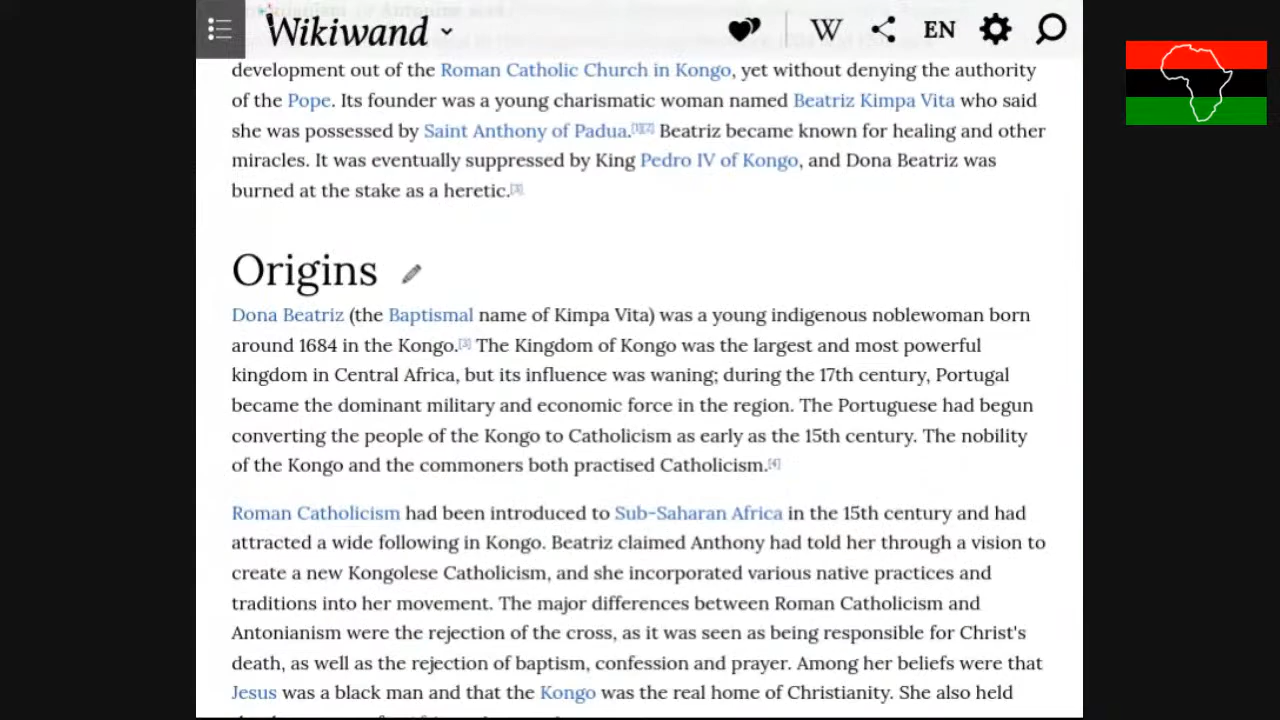 Wikiwand
W
EN
development out of the Roman Catholic Church in Kongo, yet without denying the authority
of the Pope. Its founder was a young charismatic woman named Beatriz Kimpa Vita who said
she was possessed by Saint Anthony of Padua.[1][2] Beatriz became known for healing and other
miracles. It was eventually suppressed by King Pedro IV of Kongo, and Dona Beatriz was
burned at the stake as a heretic.[3]
Origins
Dona Beatriz (the Baptismal name of Kimpa Vita) was a young indigenous noblewoman born
around 1684 in the Kongo.[3] The Kingdom of Kongo was the largest and most powerful
kingdom in Central Africa, but its influence was waning; during the 17th century, Portugal
became the dominant military and economic force in the region. The Portuguese had begun
converting the people of the Kongo to Catholicism as early as the 15th century. The nobility
of the Kongo and the commoners both practised Catholicism.[4]
Roman Catholicism had been introduced to Sub-Saharan Africa in the 15th century and had
attracted a wide following in Kongo. Beatriz claimed Anthony had told her through a vision to
create a new Kongolese Catholicism, and she incorporated various native practices and
traditions into her movement. The major differences between Roman Catholicism and
Antonianism were the rejection of the cross, as it was seen as being responsible for Christ's
death, as well as the rejection of baptism, confession and prayer. Among her beliefs were that
Jesus was a black man and that the Kongo was the real home of Christianity. She also held